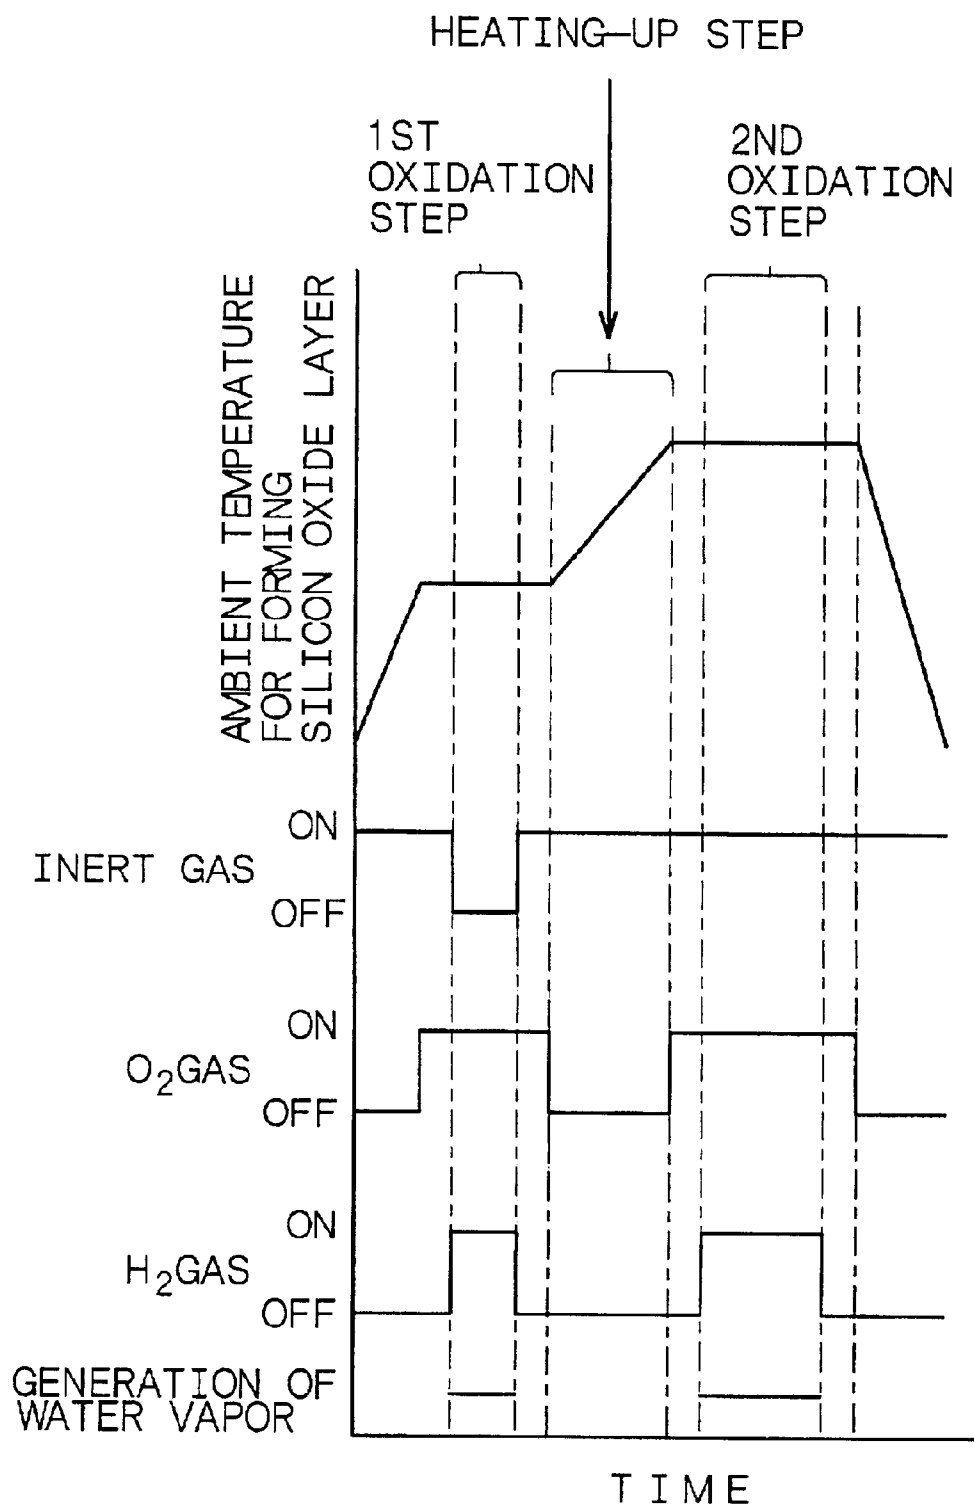 HEATING-UP STEP
1ST
OXIDATION
STEP
2ND
OXIDATION
STEP
AMBIENT TEMPERATURE
FOR FORMING
SILICON OXIDE LAYER
ON
INERT GAS
OFF
ON
O₂GAS
OFF
ON
H₂GAS
OFF
GENERATION OF
WATER VAPOR
TIME